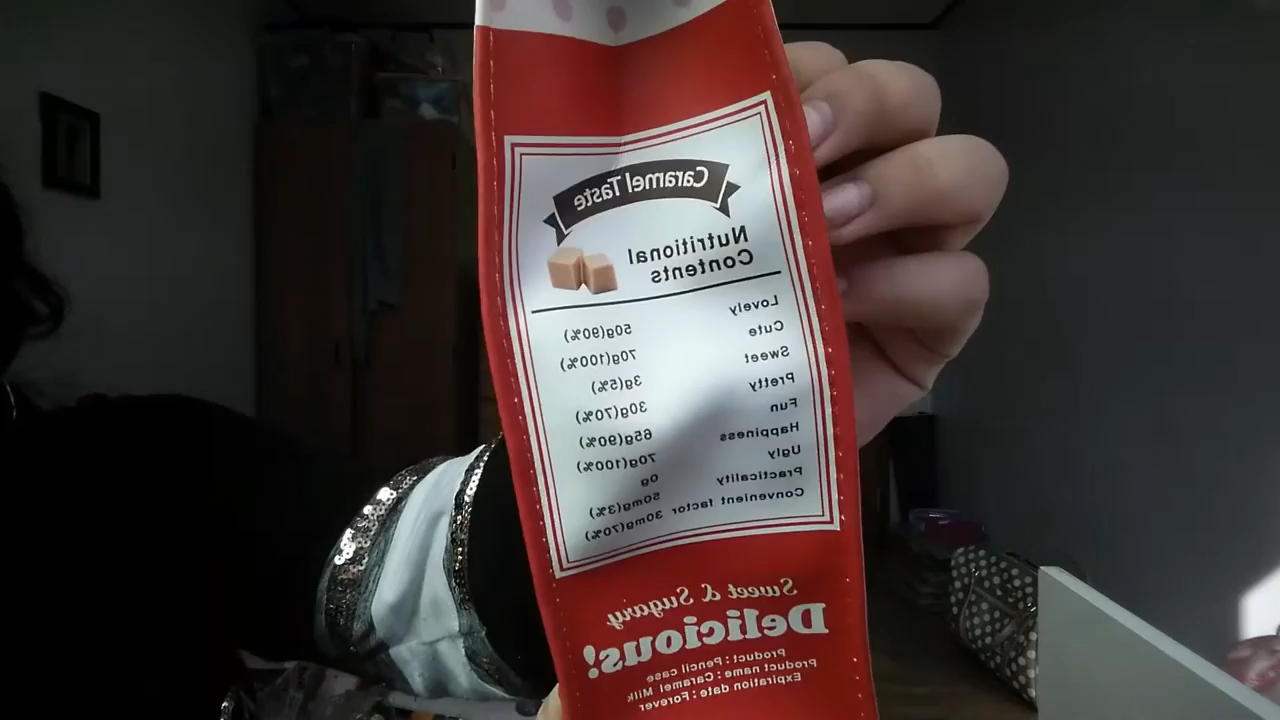 Caramel Taste
Nutritional
Contents
Lovely 50g(90%)
Cute 70g(100%)
Sweet 3g(5%)
Pretty 30g(70%)
Fun 65g(90%)
Happiness 70g(100%)
Ugly 0g
Practicality 50mg(3%)
Convenient factor 30mg(70%)
Sweet & Sugary
Delicious!
Product : Pencil case
Product name : Caramel Milk
Expiration date : Forever